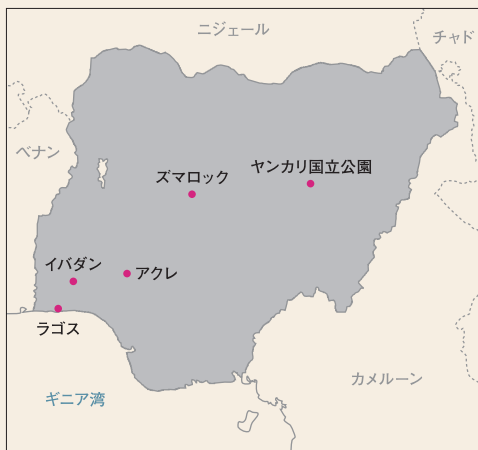 ニジェール
チャド
ベナン
ズマロック
ヤンカリ国立公園
イバダン
アクレ
ラゴス
カメルーン
ギニア湾